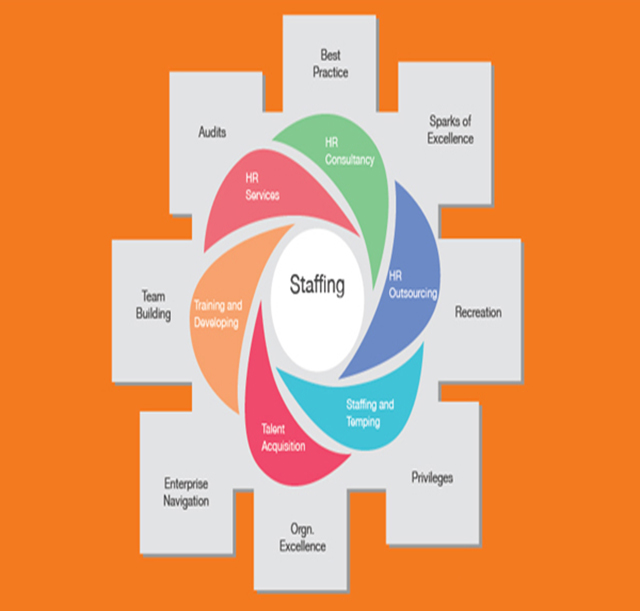 Best
Practice
Sparks of
Excellence
Audits
HR
Consultancy
HR
Services
HR
Outsourcing
Staffing
Training and
Developing
Team
Building
Recreation
Staffing and
Temping
Talent
Acquisition
Privileges
Enterprise
Navigation
Orgn.
Excellence